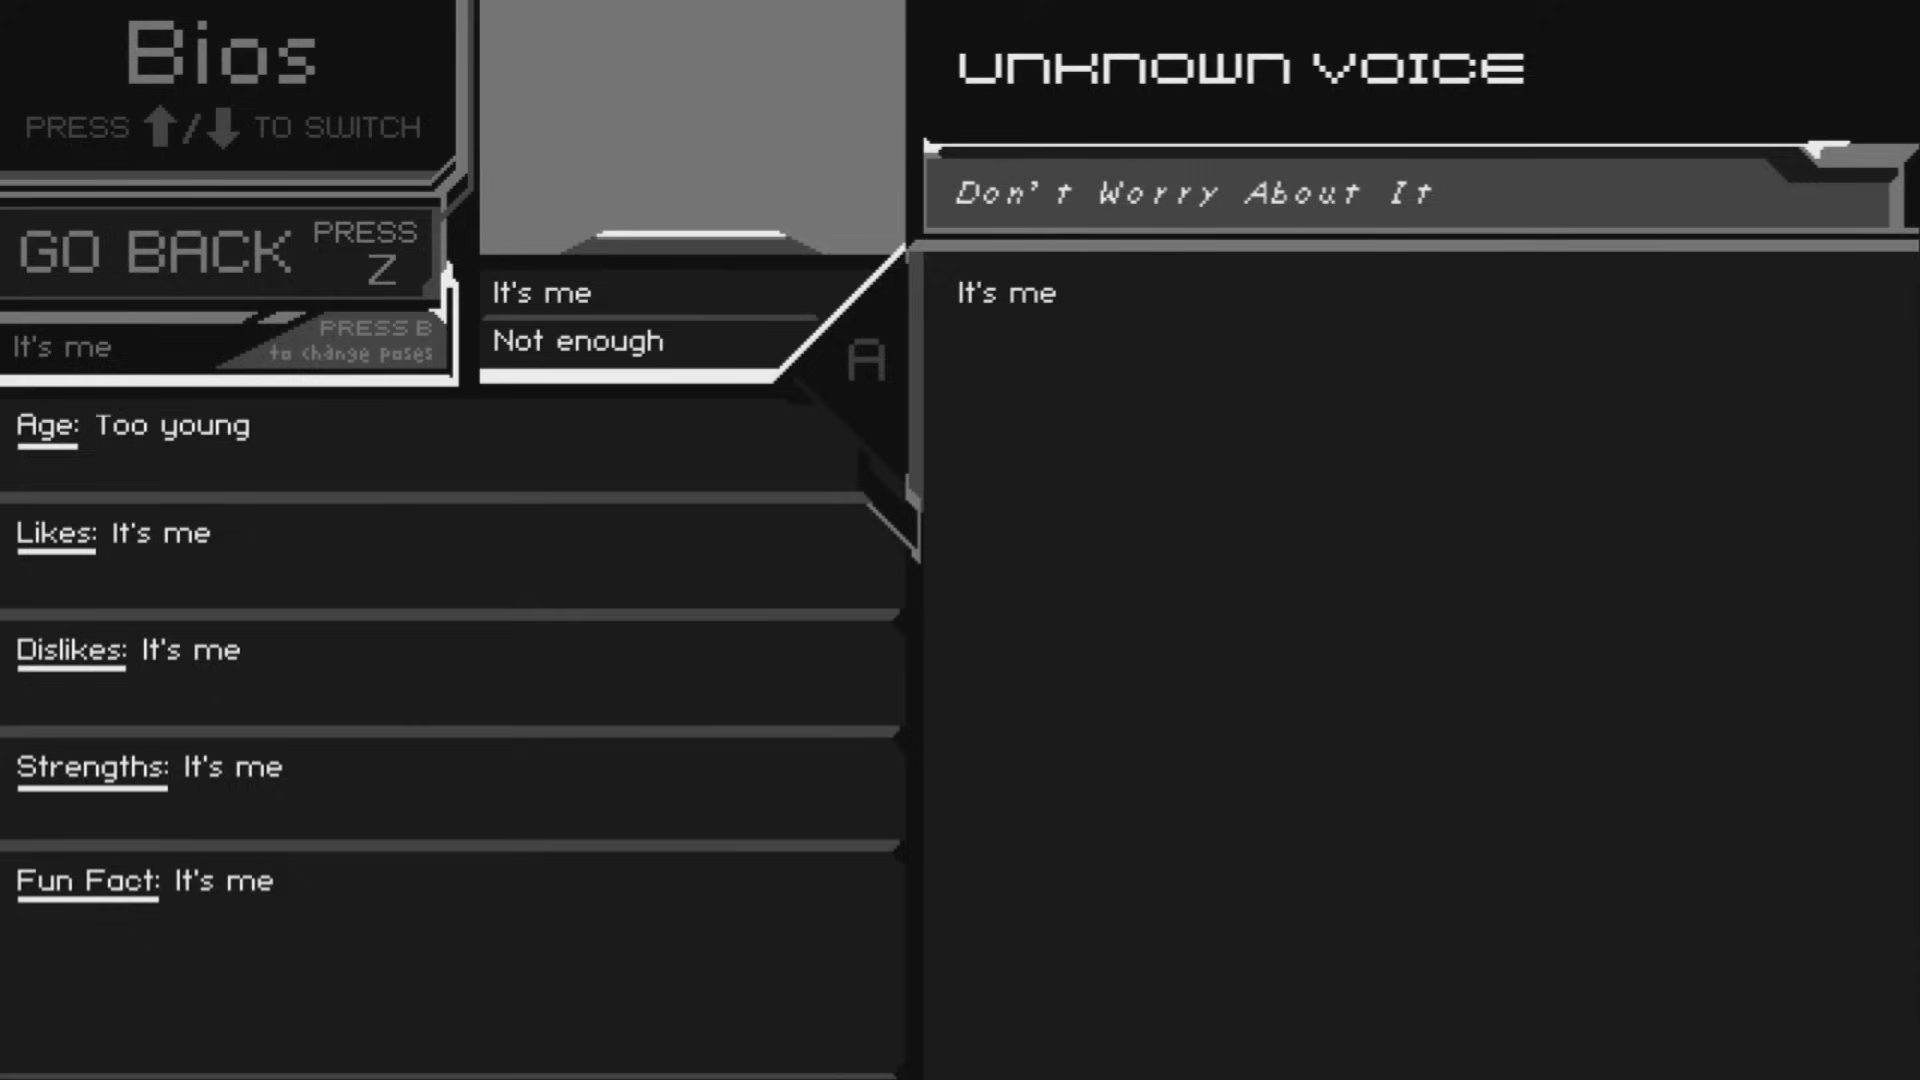 Bios
PRESS ⬆/⬇ TO SWITCH
GO BACK PRESS Z
It's me
PRESS B
to change poses
It's me
Not enough
A
Age: Too young
Likes: It's me
Dislikes: It's me
Strengths: It's me
Fun Fact: It's me
UNKNOWN VOICE
Don't Worry About It
It's me